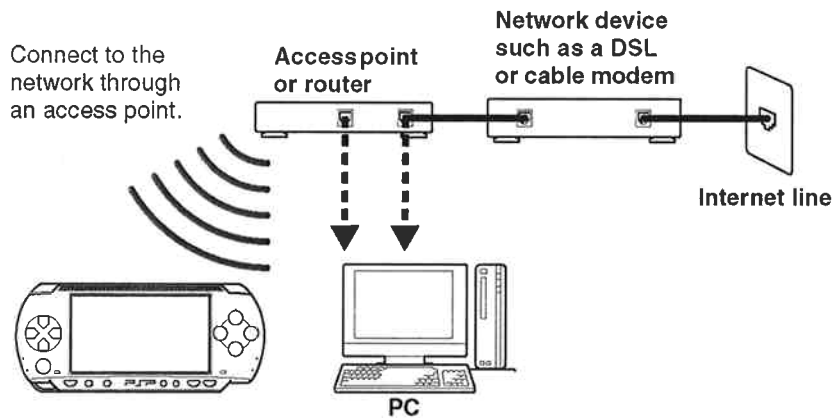 Connect to the
network through
an access point.
Access point
or router
Network device
such as a DSL
or cable modem
Internet line
PSP
PC